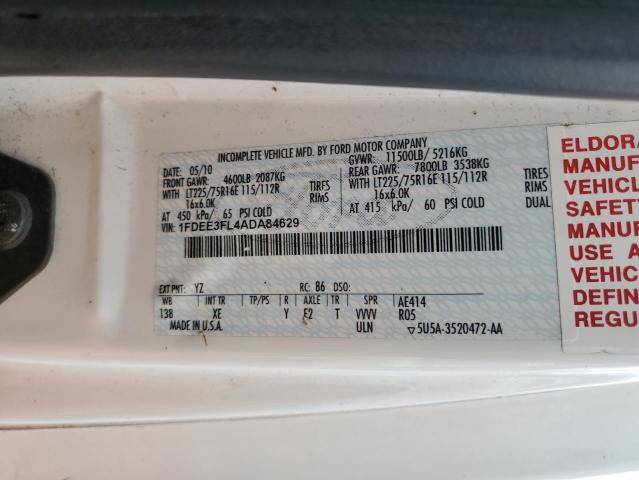 INCOMPLETE VEHICLE MFD. BY FORD MOTOR COMPANY
DATE: 05/10 GVWR: 11500LB/ 5216KG
FRONT GAWR: 4600LB 2087KG REAR GAWR: 7800LB 3538KG
WITH LT225/75R16E 115/112R TIRES WITH LT225/75R16E 115/112R TIRES
16x6.0K RIMS 16x6.0K RIMS
AT 450 kPa/ 65 PSI COLD AT 415 kPa/ 60 PSI COLD DUAL
VIN: 1FDEE3FL4ADA84629
EXT PNT: YZ RC: 86 DSO:
WB INT TR TP/PS R AXLE TR SPR AE414
138 XE Y E2 T VVVV R05
MADE IN U.S.A. ULN ▽5U5A-3520472-AA
ELDORA
MANUF
VEHICL
SAFET
MANUF
USE A
VEHIC
DEFIN
REGU